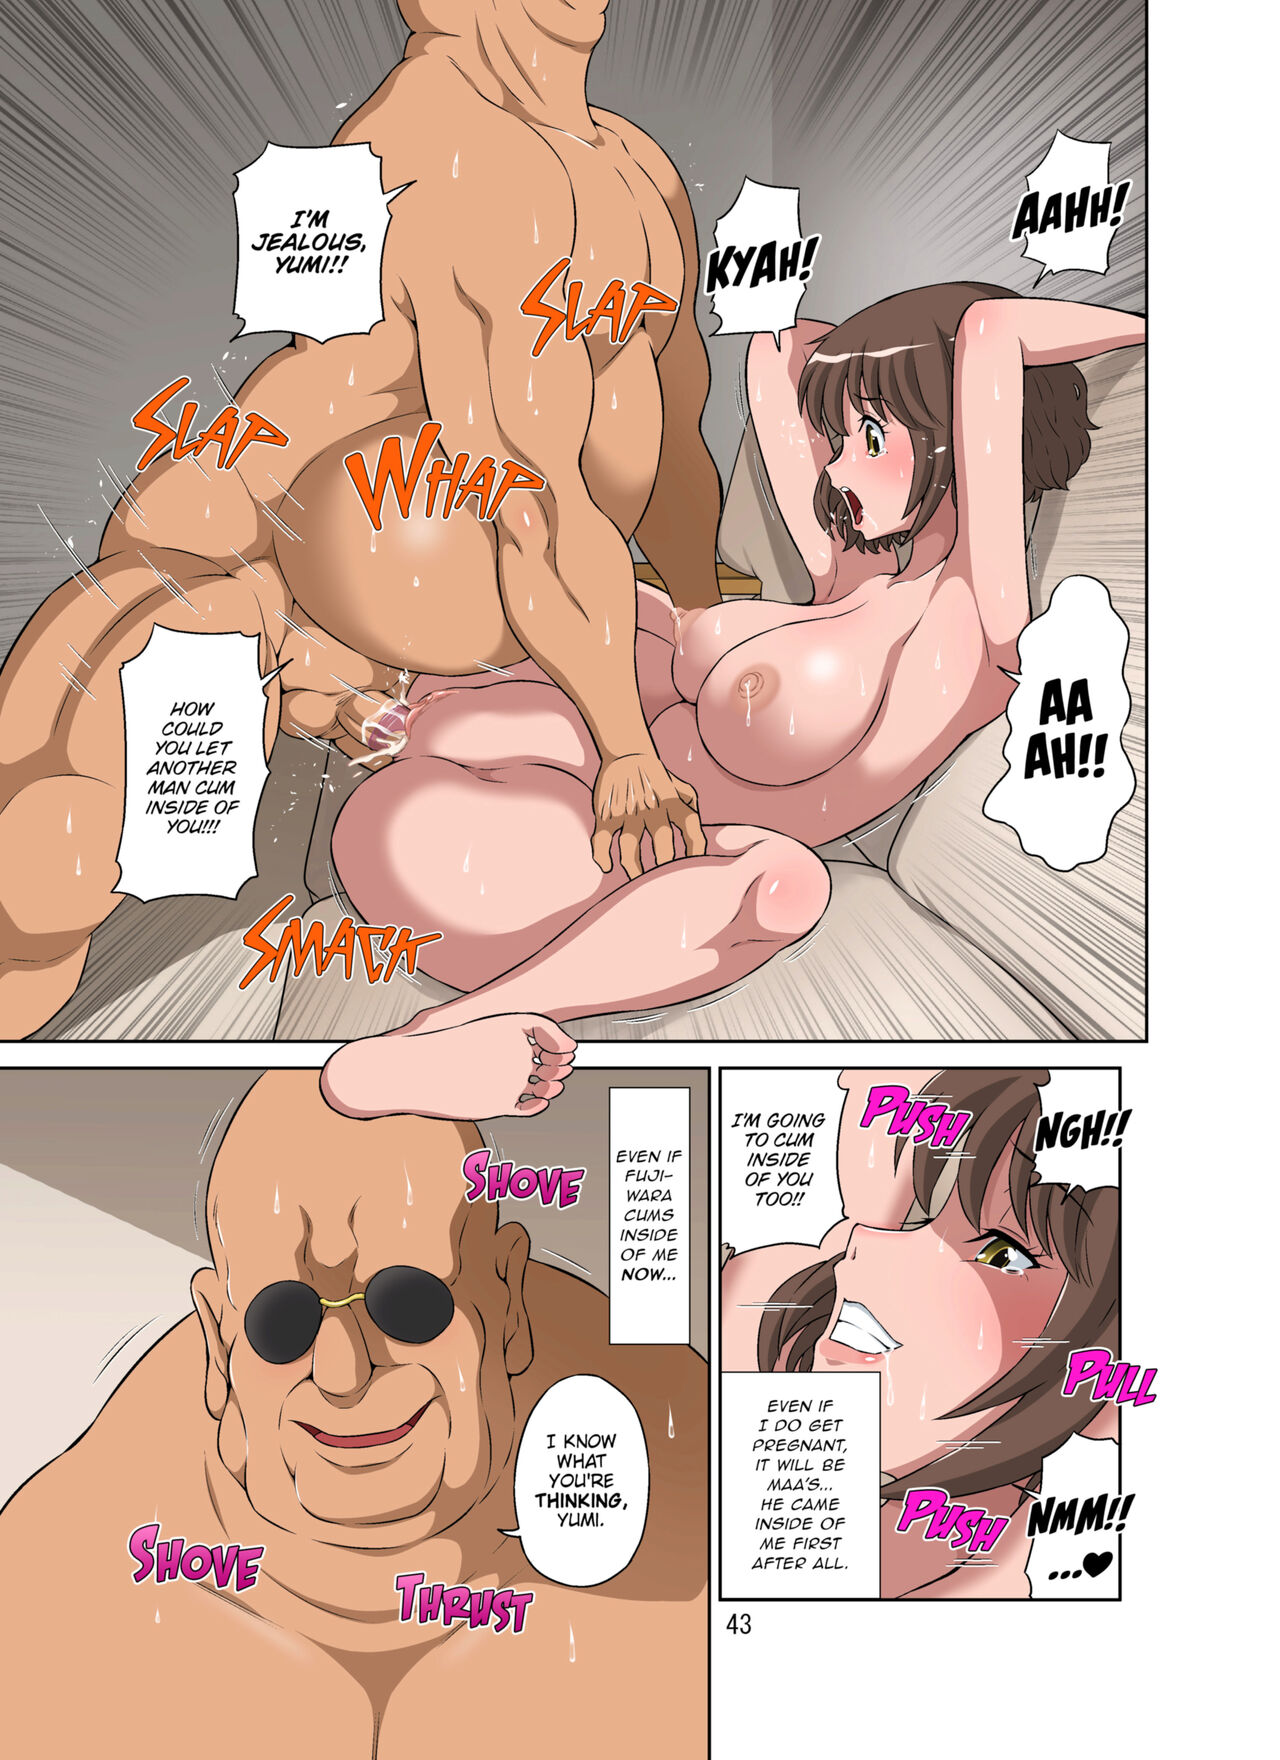 AAHH!
KYAH!
I'M
JEALOUS,
YUMI!!
SLAP
SLAP
WHAP
AA
AH!!
HOW
COULD
YOU LET
ANOTHER
MAN CUM
INSIDE OF
YOU!!!
SMACK
NGH!!
PUSH
I'M GOING
TO CUM
INSIDE
OF YOU
TOO!!
PULL
EVEN IF
I DO GET
PREGNANT,
IT WILL BE
MAA'S...
HE CAME
INSIDE OF
ME FIRST
AFTER ALL.
PUSH
NMM!!
...♥
EVEN IF
FUJI-
WARA
CUMS
INSIDE
OF ME
NOW...
SHOVE
I KNOW
WHAT
YOU'RE
THINKING,
YUMI.
SHOVE
THRUST
43